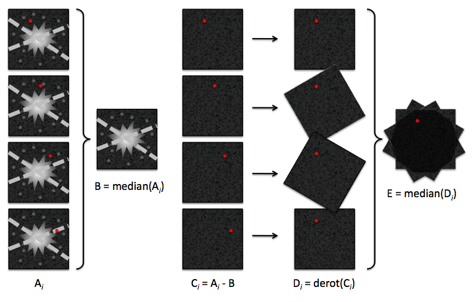 B = median(Aᵢ)
E = median(Dᵢ)
Aᵢ
Cᵢ = Aᵢ - B
Dᵢ = derot(Cᵢ)